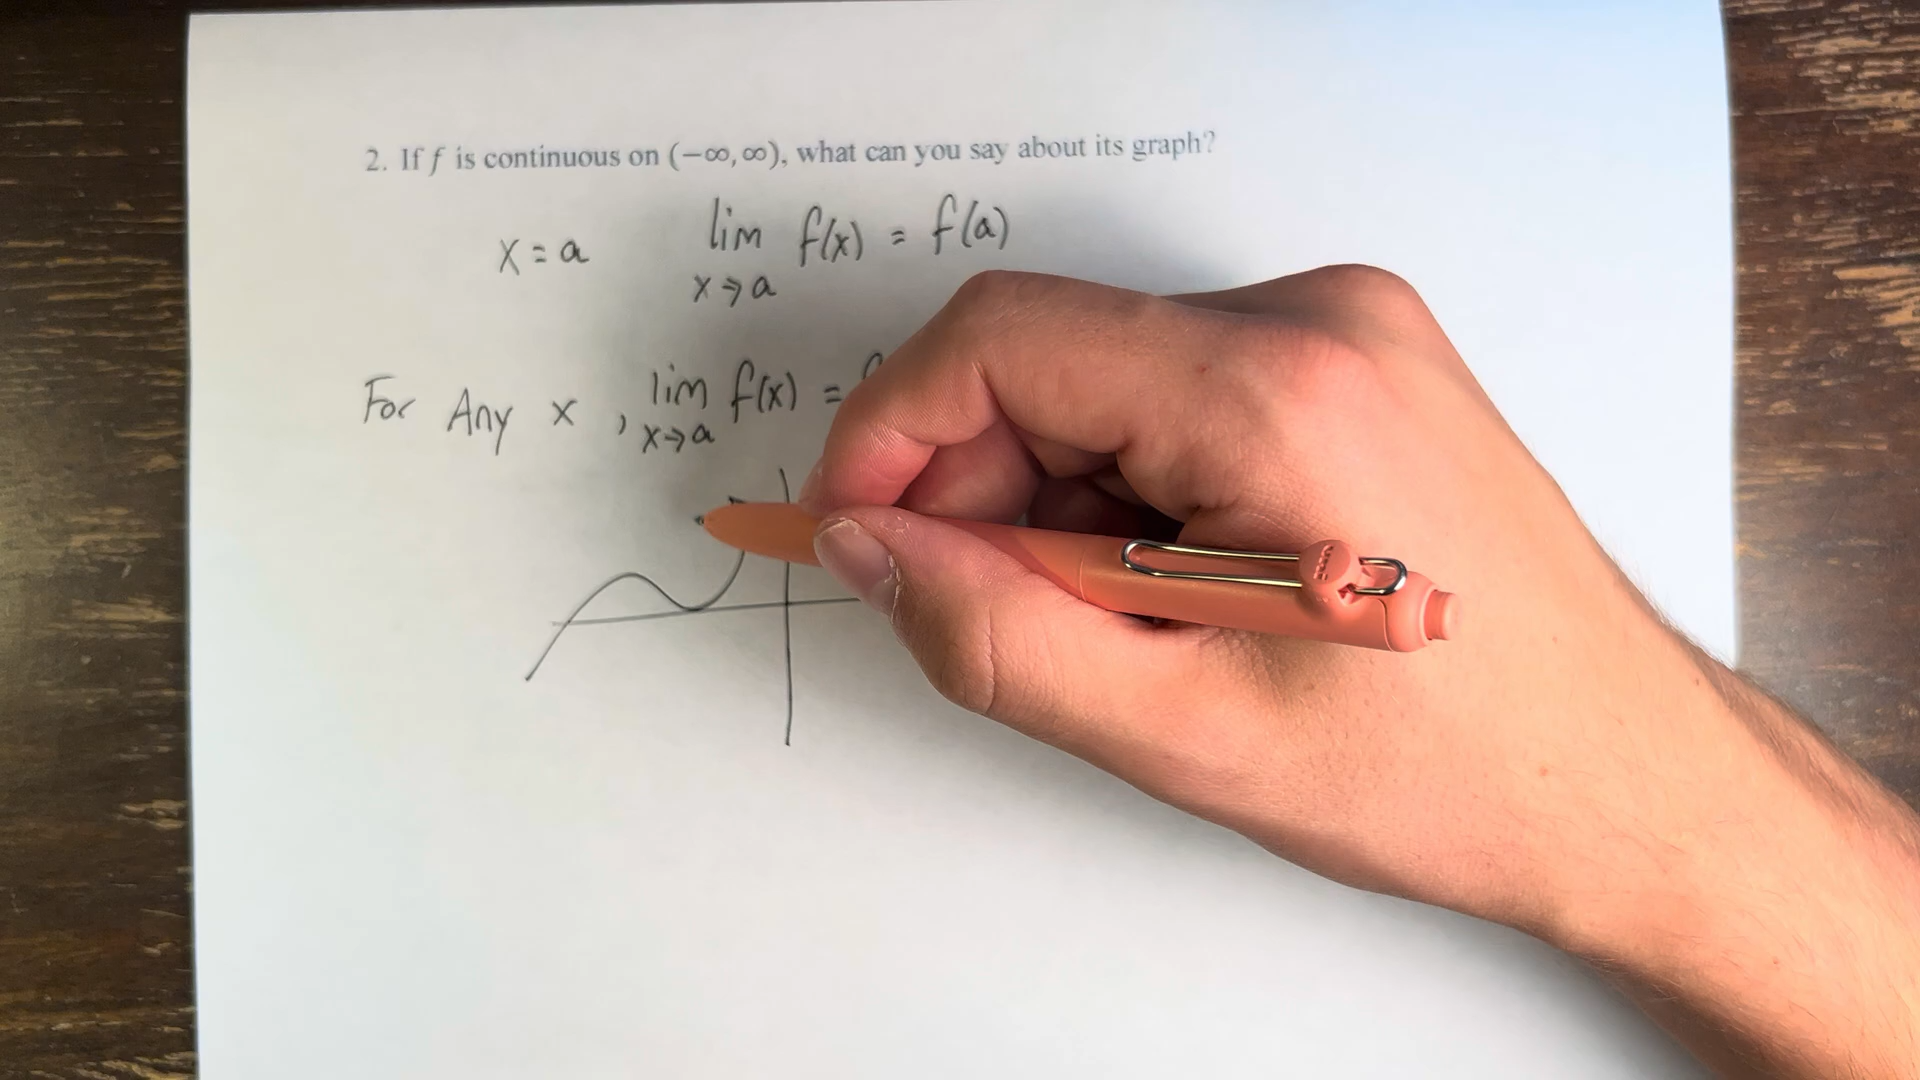 2. If f is continuous on (−∞, ∞), what can you say about its graph?
x = a lim f(x) = f(a)
x→a
For Any x , lim f(x) =
x→a